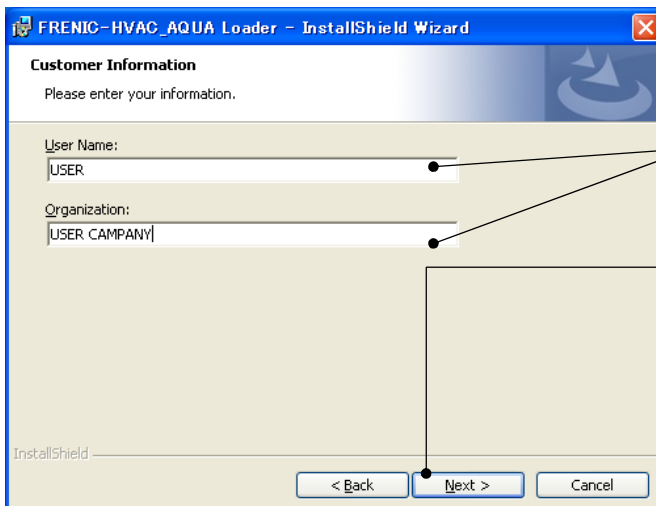 FRENIC-HVAC_AQUA Loader - InstallShield Wizard
Customer Information
Please enter your information.
User Name:
USER
Organization:
USER CAMPANY
InstallShield
< Back Next > Cancel